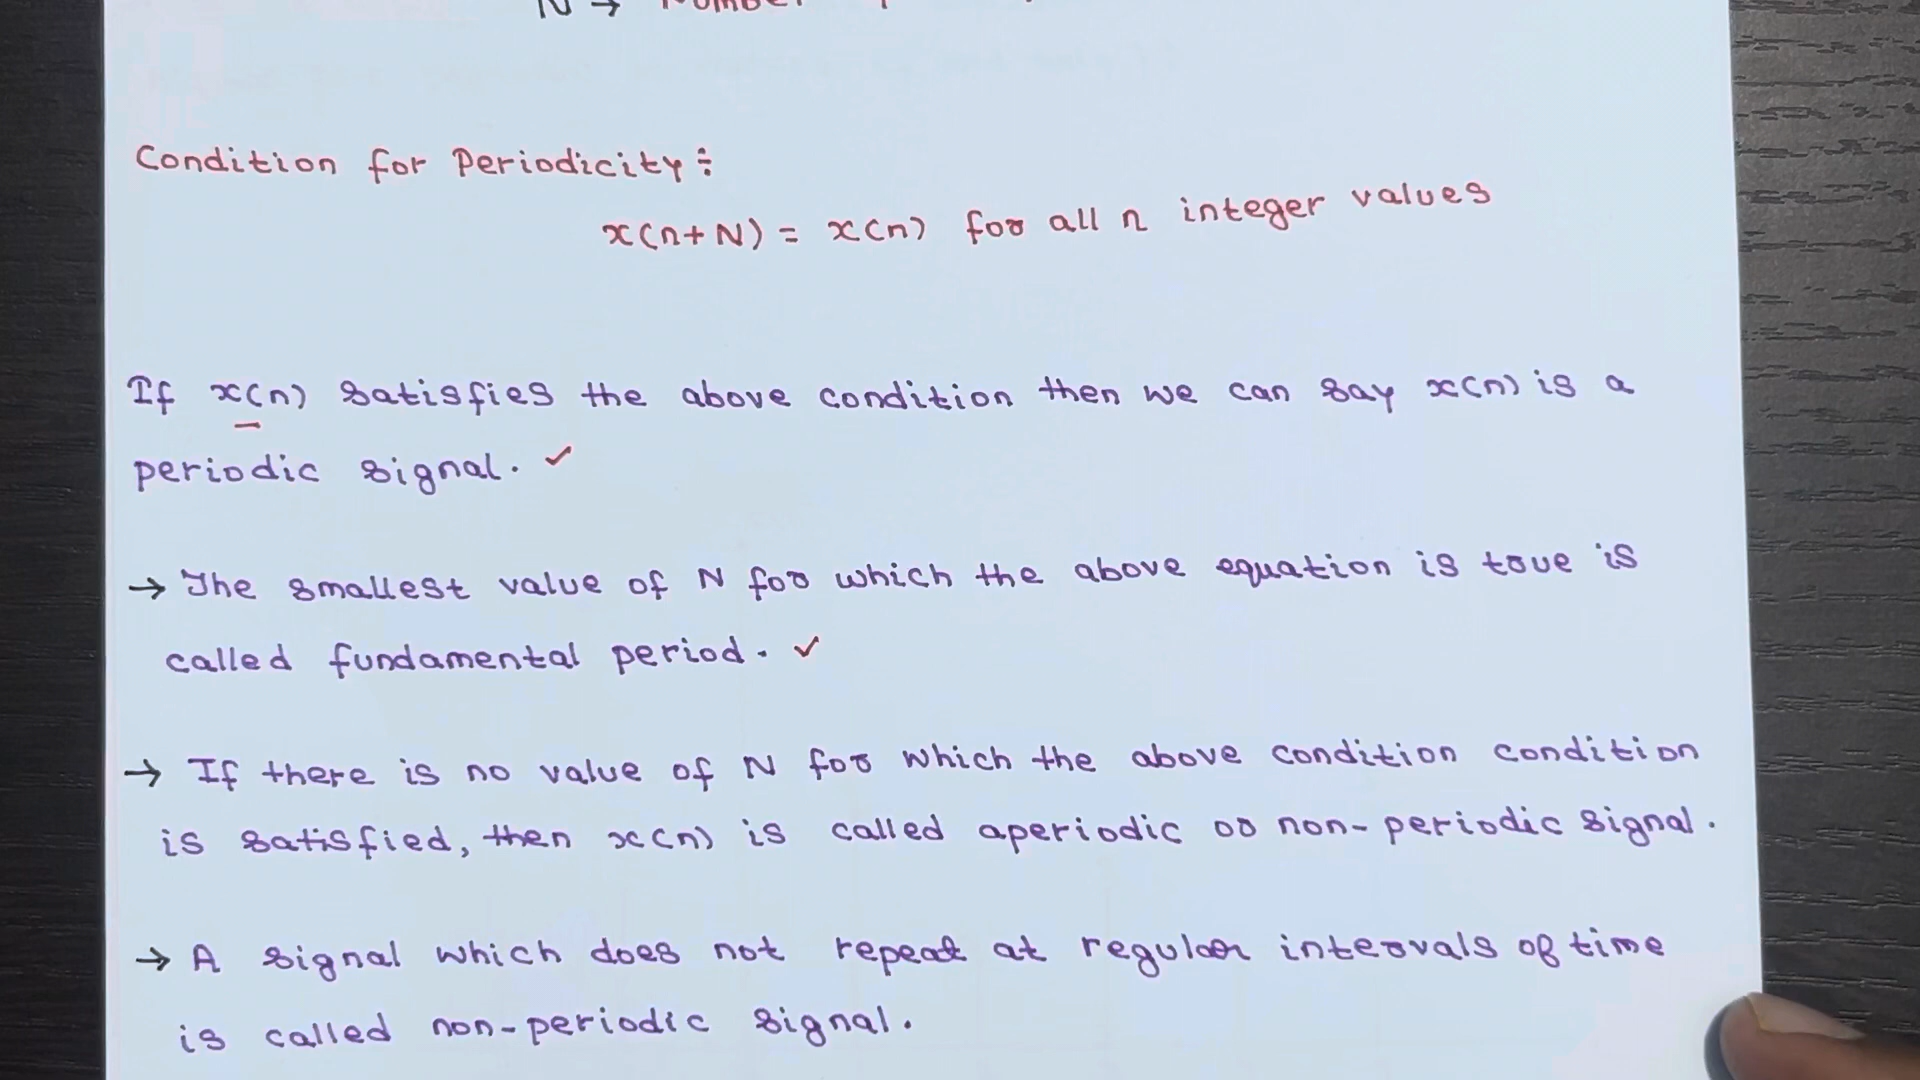 N → Number
Condition for Periodicity:
x(n+N) = x(n) for all n integer values
If x(n) satisfies the above condition then we can say x(n) is a
periodic signal. ✓
→ The smallest value of N for which the above equation is true is
called fundamental period. ✓
→ If there is no value of N for which the above condition condition
is satisfied, then x(n) is called aperiodic or non-periodic signal.
→ A signal which does not repeat at regular intervals of time
is called non-periodic signal.